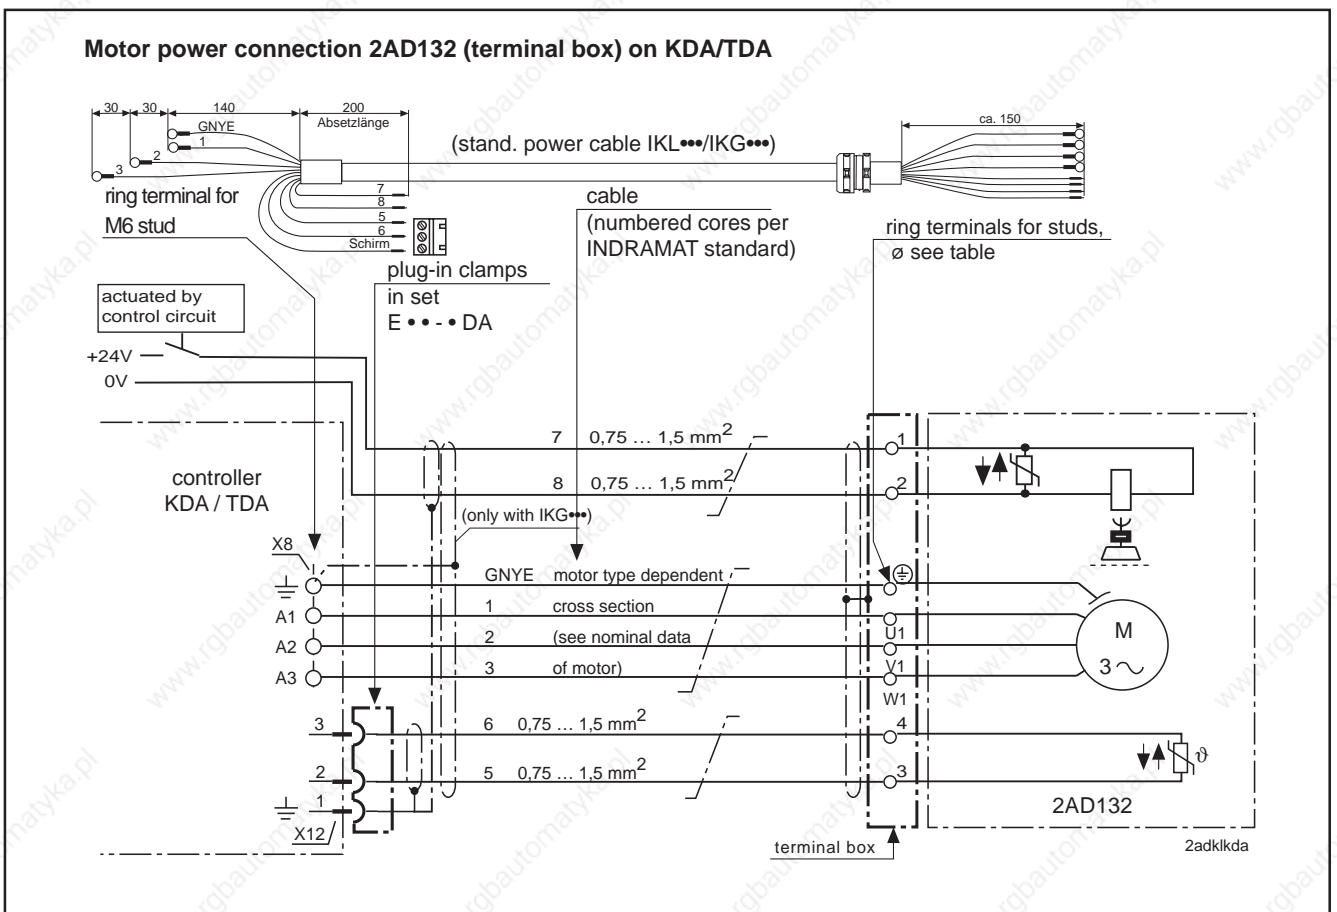 Motor power connection 2AD132 (terminal box) on KDA/TDA
30 30 140 200
Absetzlänge
ca. 150
GNYE
1
2
3
(stand. power cable IKL•••/IKG•••)
7
8
5
6
Schirm
ring terminal for
M6 stud
cable
(numbered cores per
INDRAMAT standard)
ring terminals for studs,
ø see table
plug-in clamps
in set
E • • - • DA
actuated by
control circuit
+24V
0V
7 0,75 ... 1,5 mm2
1
8 0,75 ... 1,5 mm2
2
controller
KDA / TDA
(only with IKG•••)
X8
GNYE motor type dependent
A1 1 cross section
U1
A2 2 (see nominal data
V1
A3 3 of motor)
W1
M
3
3 6 0,75 ... 1,5 mm2 4
2 5 0,75 ... 1,5 mm2 3
ϑ
1
X12
2AD132
terminal box
2adklkda
www.rgbautomatyka.pl